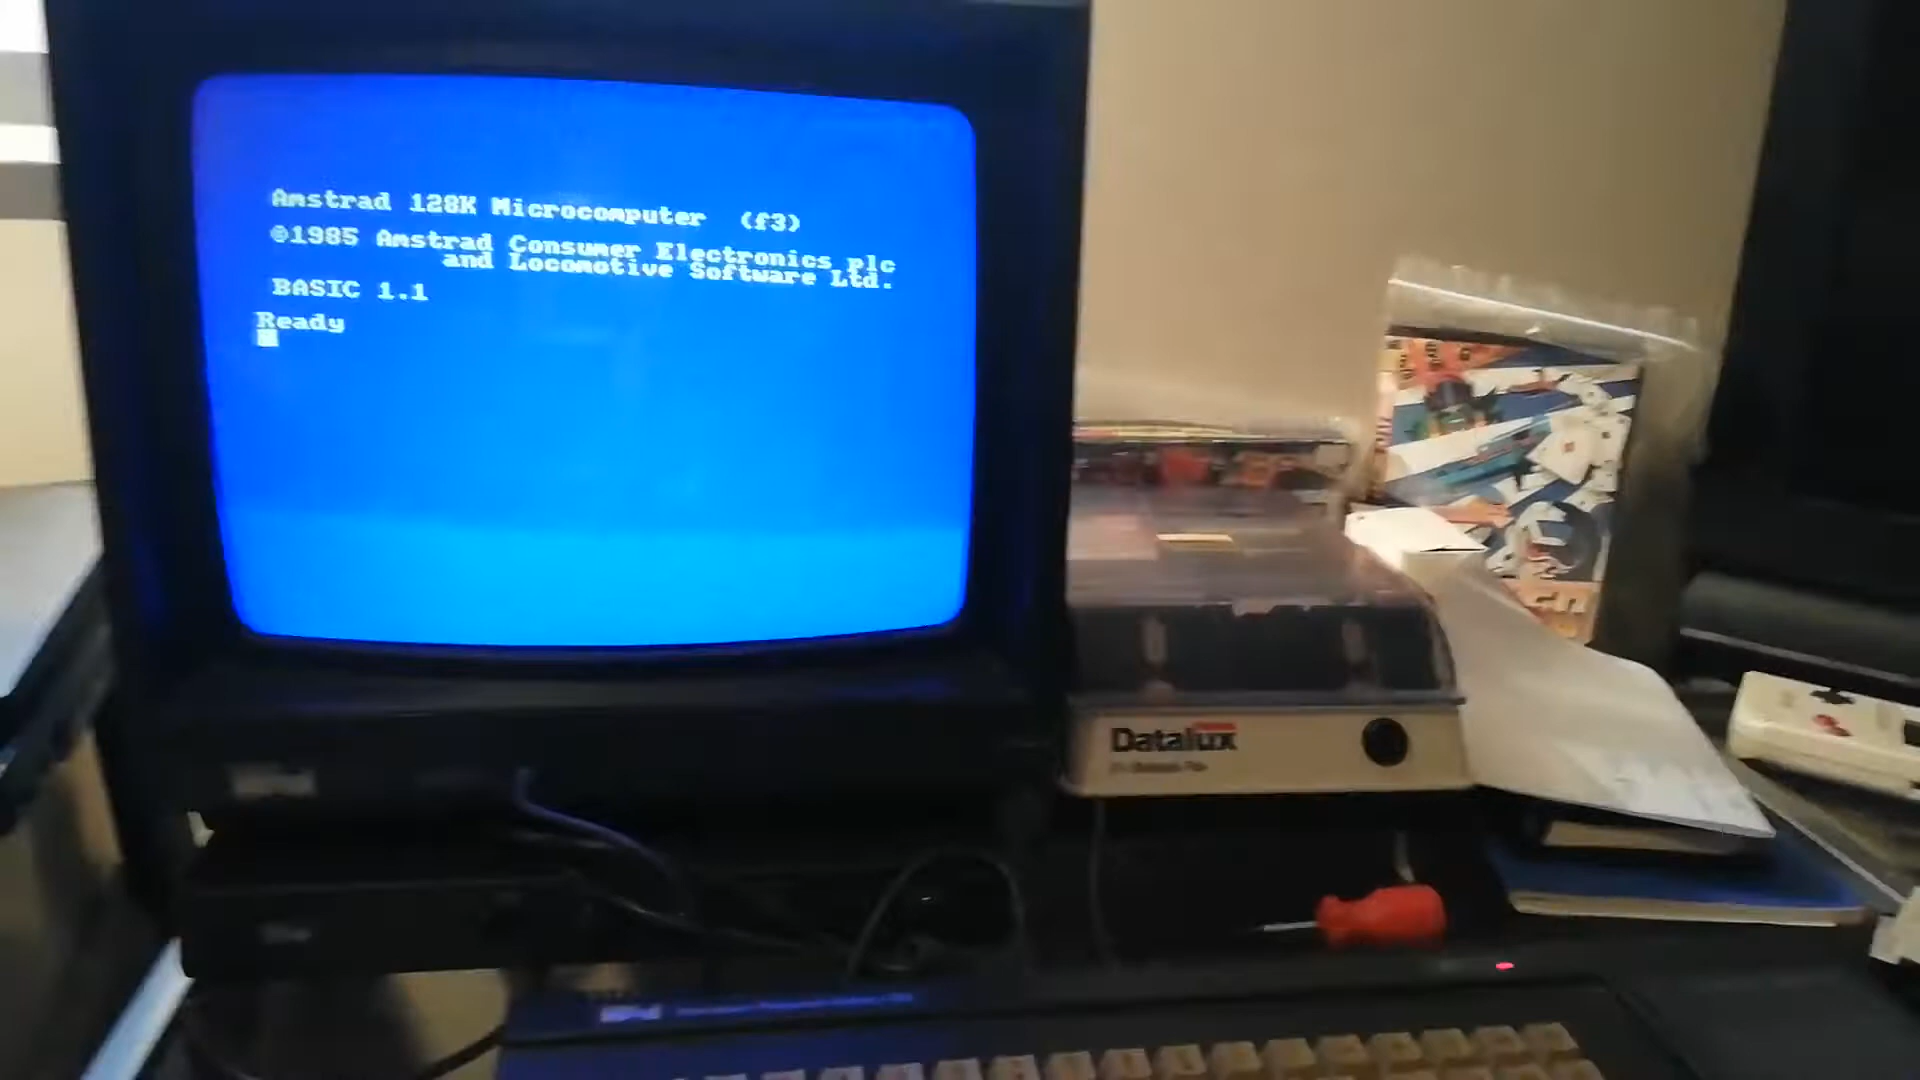 Amstrad 128K Microcomputer  (f3)
©1985 Amstrad Consumer Electronics plc
and Locomotive Software Ltd.
BASIC 1.1
Ready
Datalux